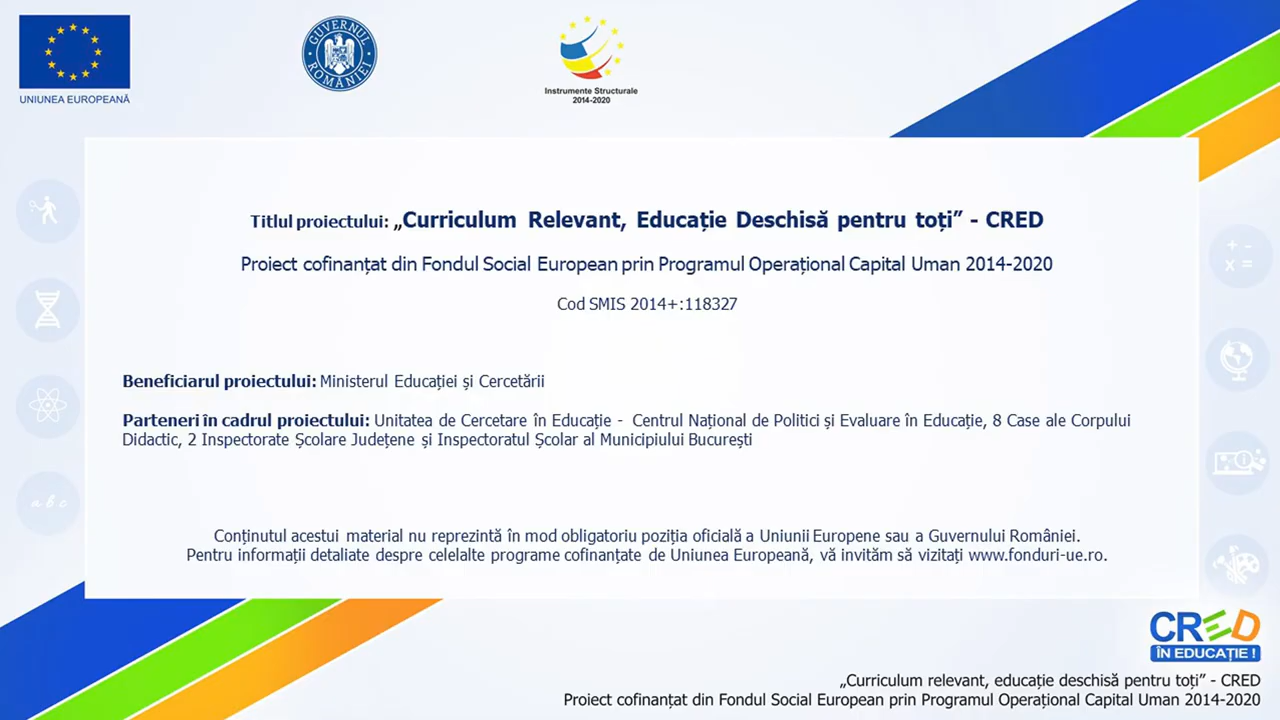 UNIUNEA EUROPEANĂ
GUVERNUL ROMÂNIEI
Instrumente Structurale
2014-2020
Titlul proiectului: „Curriculum Relevant, Educație Deschisă pentru toți” - CRED
Proiect cofinanțat din Fondul Social European prin Programul Operațional Capital Uman 2014-2020
Cod SMIS 2014+:118327
Beneficiarul proiectului: Ministerul Educației și Cercetării
Parteneri în cadrul proiectului: Unitatea de Cercetare în Educație - Centrul Național de Politici și Evaluare în Educație, 8 Case ale Corpului
Didactic, 2 Inspectorate Școlare Județene și Inspectoratul Școlar al Municipiului București
a b c
+ -
x =
Conținutul acestui material nu reprezintă în mod obligatoriu poziția oficială a Uniunii Europene sau a Guvernului României.
Pentru informații detaliate despre celelalte programe cofinanțate de Uniunea Europeană, vă invităm să vizitați www.fonduri-ue.ro.
CRED
ÎN EDUCAȚIE !
„Curriculum relevant, educație deschisă pentru toți” - CRED
Proiect cofinanțat din Fondul Social European prin Programul Operațional Capital Uman 2014-2020